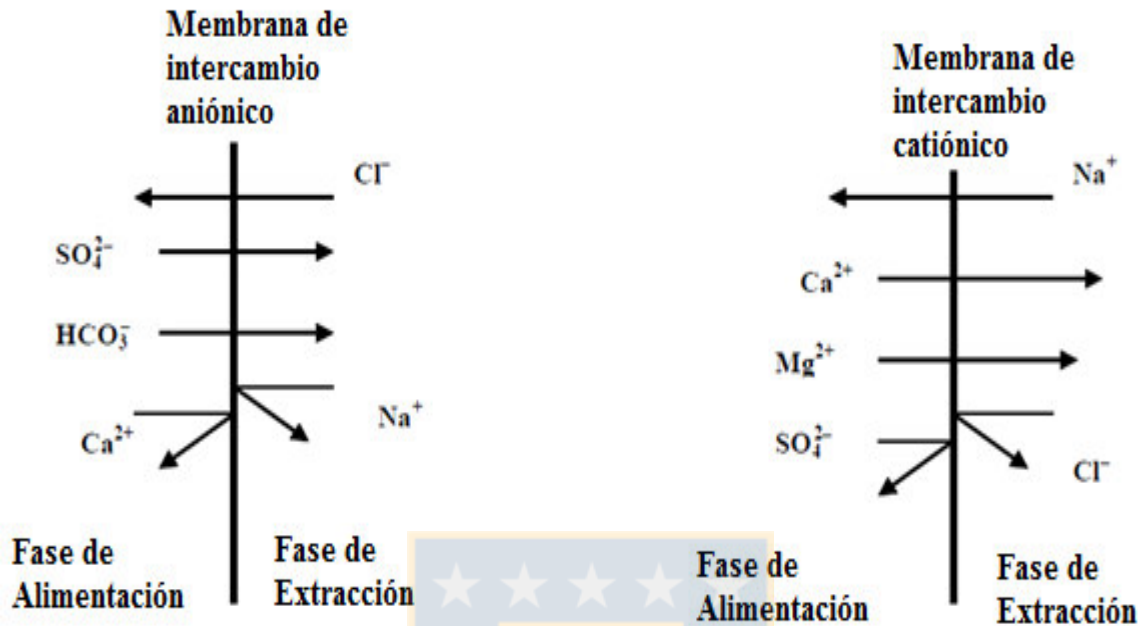 Membrana de
intercambio
aniónico
Cl⁻
SO₄²⁻
HCO₃⁻
Ca²⁺
Na⁺
Fase de
Alimentación
Fase de
Extracción
Membrana de
intercambio
catiónico
Na⁺
Ca²⁺
Mg²⁺
SO₄²⁻
Cl⁻
Fase de
Alimentación
Fase de
Extracción